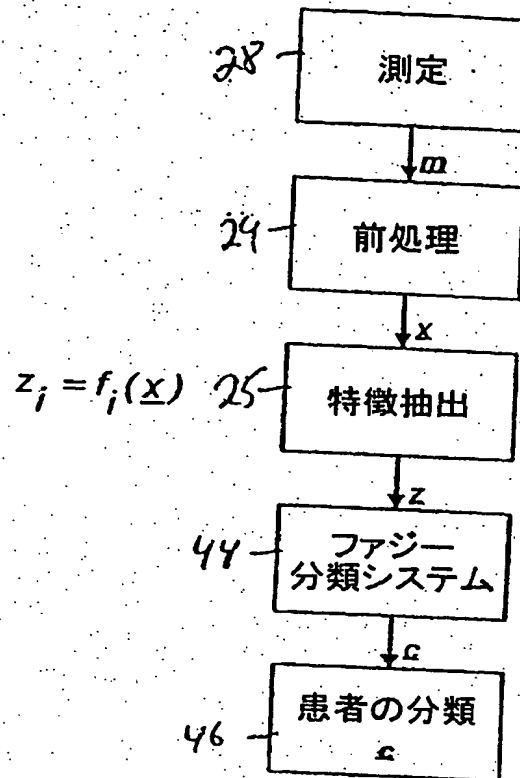 28
測定
m
24
前処理
x
z_i = f_i(x) 25
特徴抽出
z
44
ファジー
分類システム
c
患者の分類
46
c